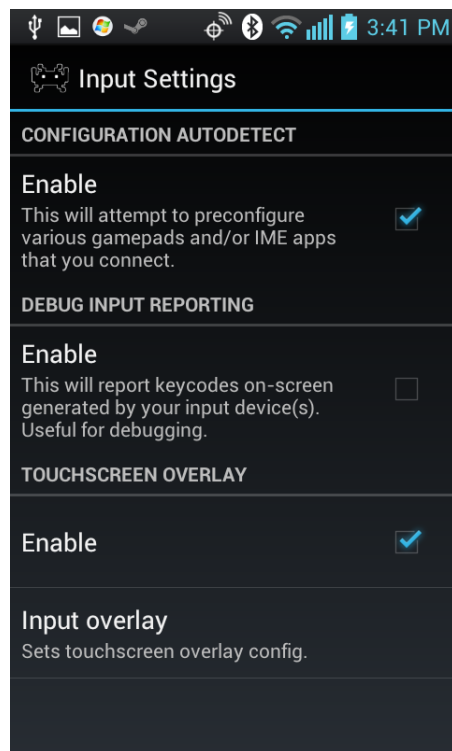 3:41 PM
Input Settings
CONFIGURATION AUTODETECT
Enable
This will attempt to preconfigure
various gamepads and/or IME apps
that you connect.
DEBUG INPUT REPORTING
Enable
This will report keycodes on-screen
generated by your input device(s).
Useful for debugging.
TOUCHSCREEN OVERLAY
Enable
Input overlay
Sets touchscreen overlay config.